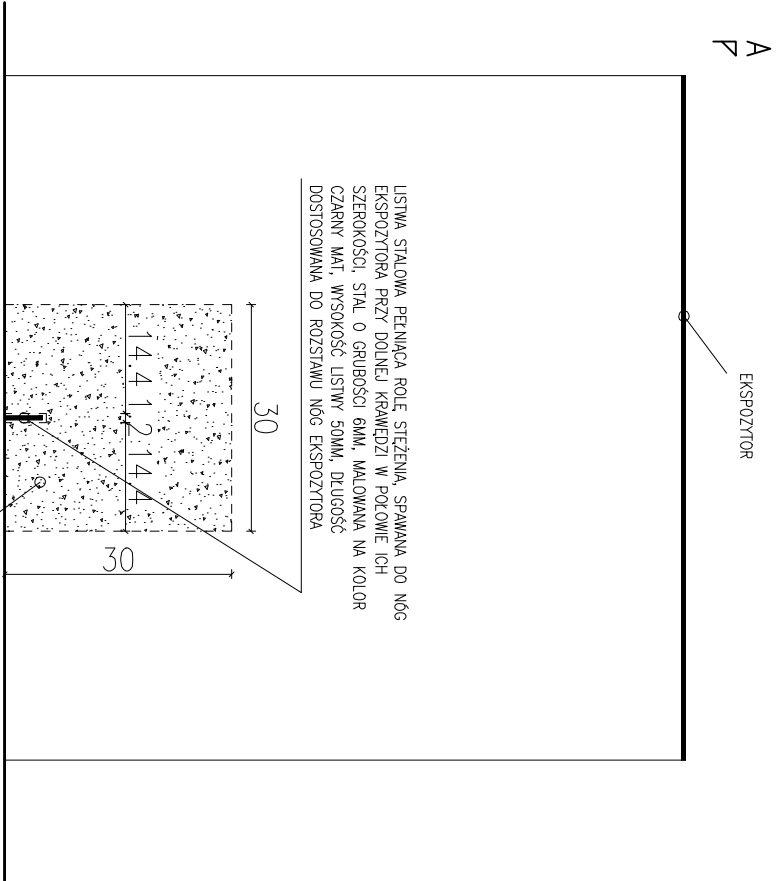 A
EKSPOZYTOR
LISTWA STALOWA PEŁNIĄCA ROLĘ STĘŻENIA, SPAWANA DO NÓG
EKSPOZYTORA PRZY DOLNEJ KRAWĘDZI W POŁOWIE ICH
SZEROKOŚCI, STAL O GRUBOŚCI 6MM, MALOWANA NA KOLOR
CZARNY MAT, WYSOKOŚĆ LISTWY 50MM, DŁUGOŚĆ
DOSTOSOWANA DO ROZSTAWU NÓG EKSPOZYTORA
30
14.4 1.2 14.4
30